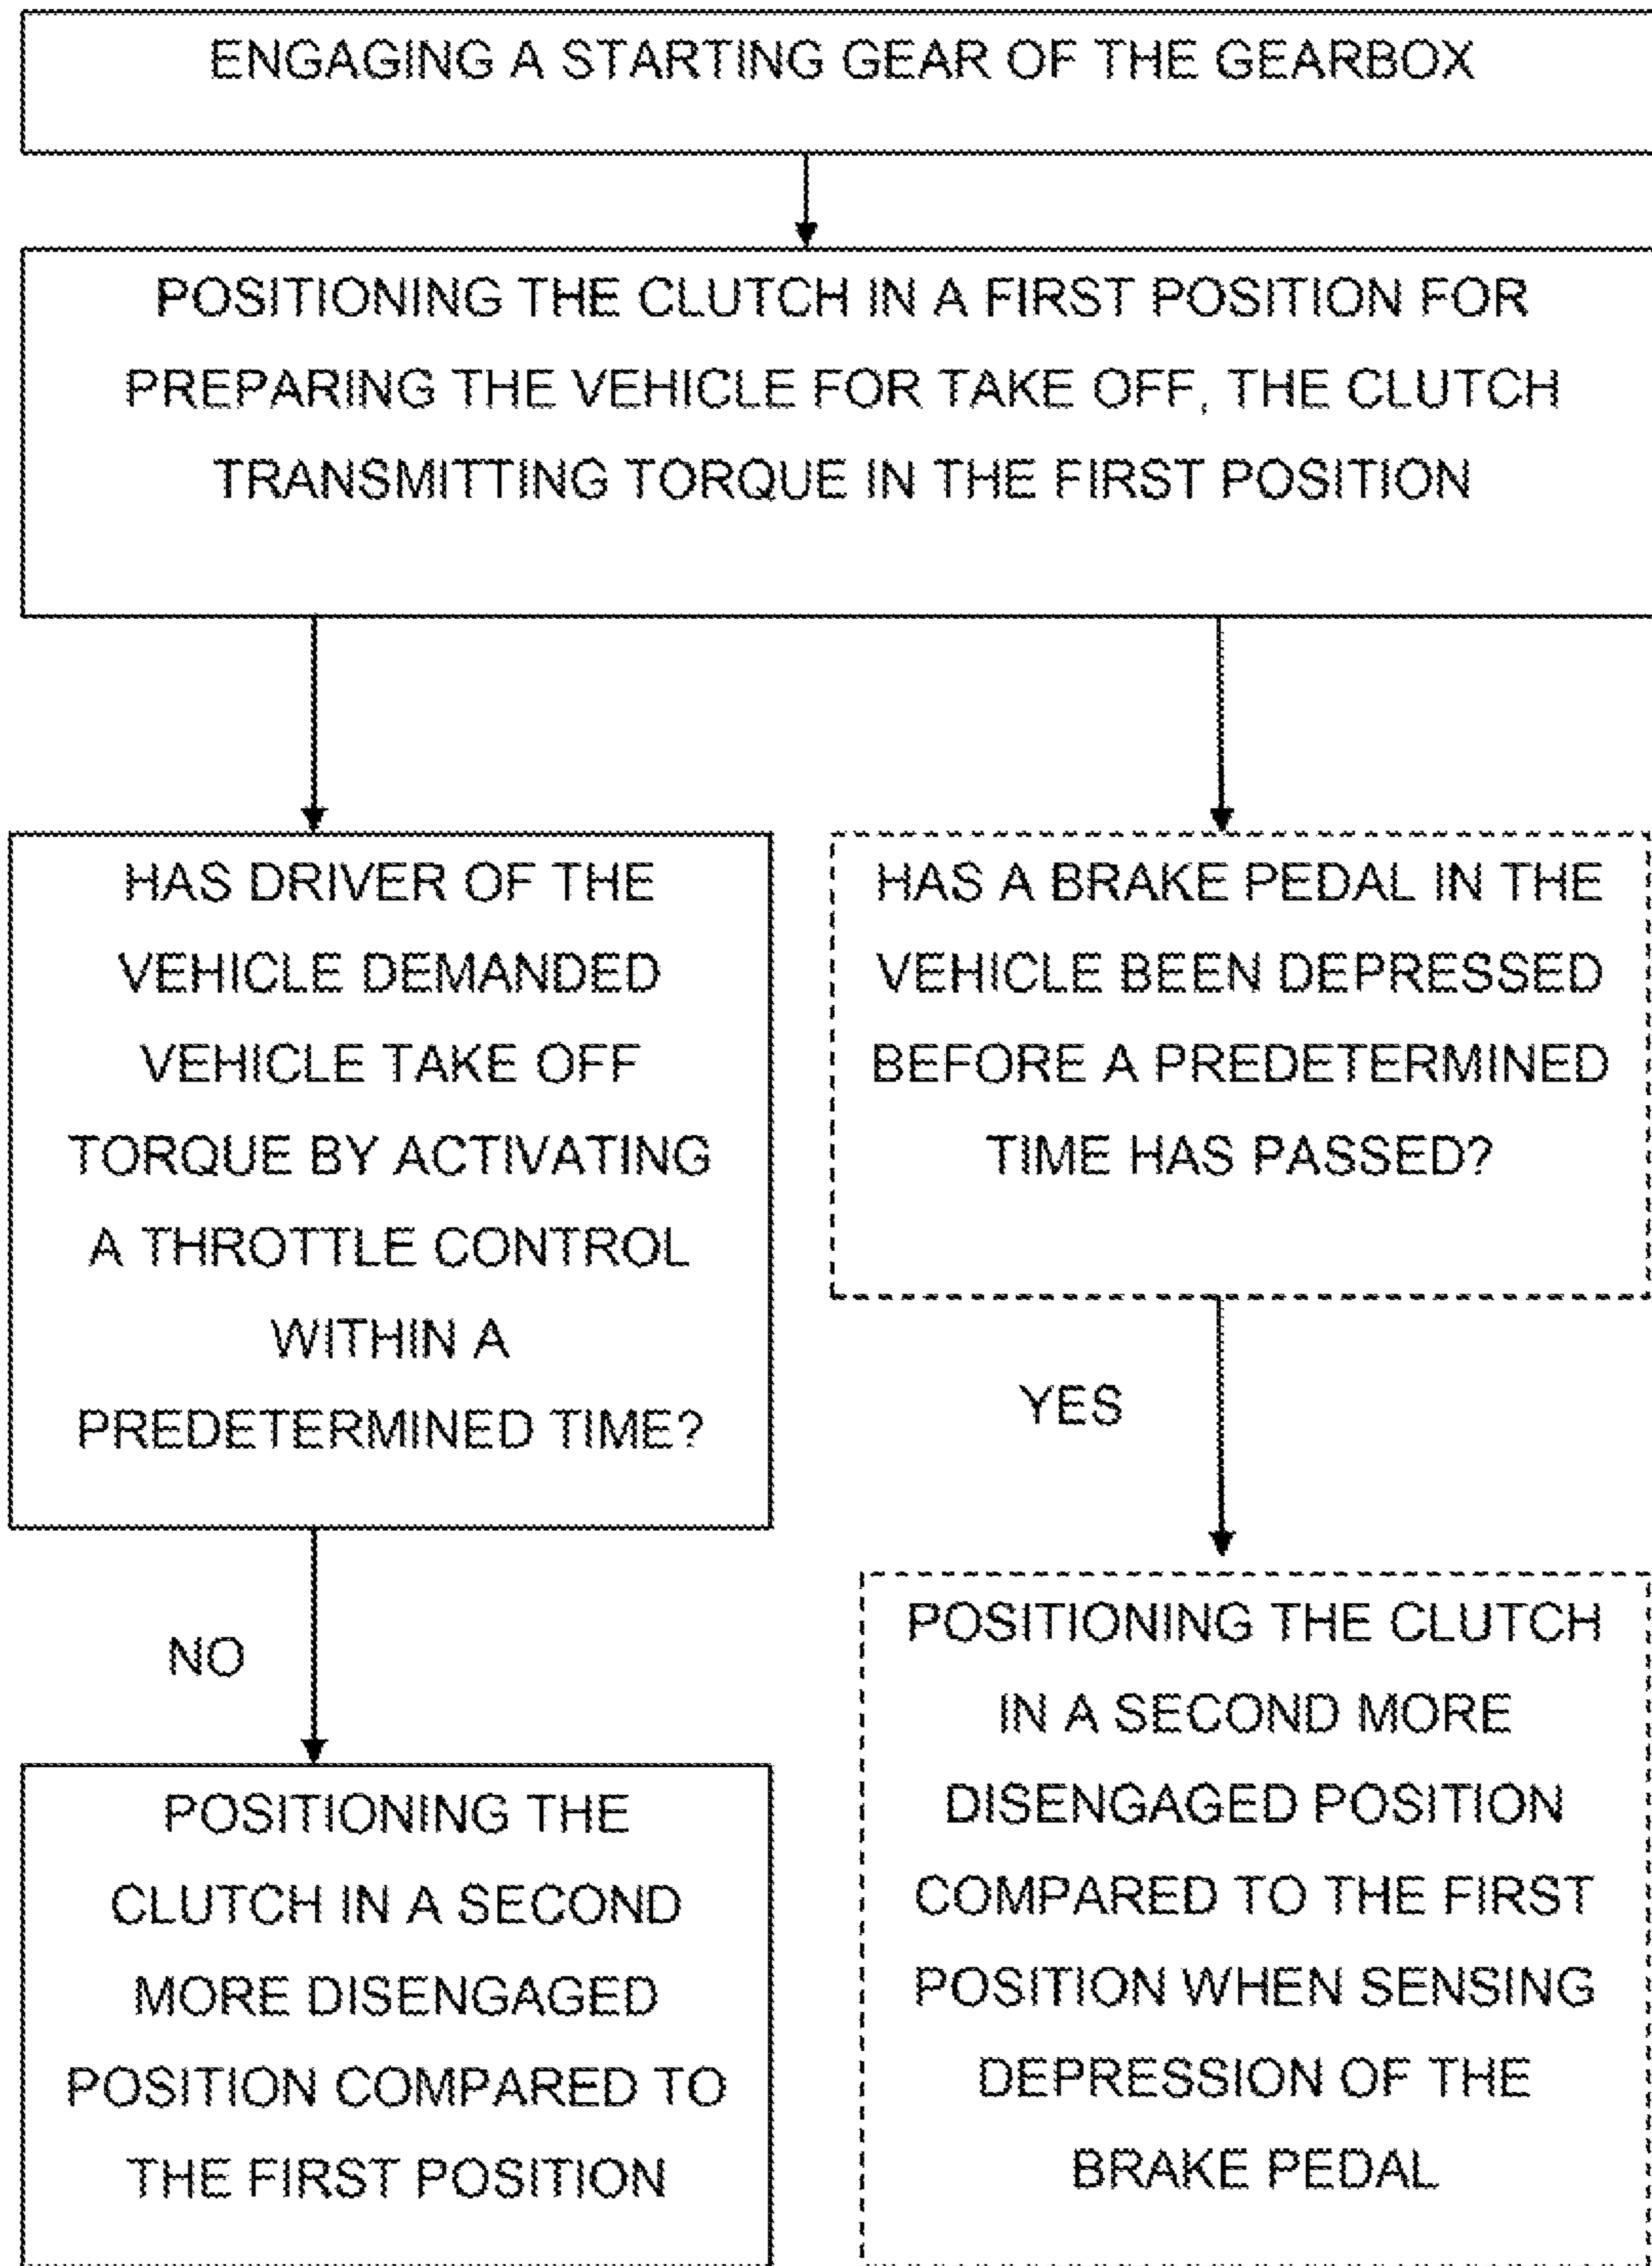 ENGAGING A STARTING GEAR OF THE GEARBOX
POSITIONING THE CLUTCH IN A FIRST POSITION FOR
PREPARING THE VEHICLE FOR TAKE OFF, THE CLUTCH
TRANSMITTING TORQUE IN THE FIRST POSITION
HAS DRIVER OF THE
VEHICLE DEMANDED
VEHICLE TAKE OFF
TORQUE BY ACTIVATING
A THROTTLE CONTROL
WITHIN A
PREDETERMINED TIME?
NO
POSITIONING THE
CLUTCH IN A SECOND
MORE DISENGAGED
POSITION COMPARED TO
THE FIRST POSITION
HAS A BRAKE PEDAL IN THE
VEHICLE BEEN DEPRESSED
BEFORE A PREDETERMINED
TIME HAS PASSED?
YES
POSITIONING THE CLUTCH
IN A SECOND MORE
DISENGAGED POSITION
COMPARED TO THE FIRST
POSITION WHEN SENSING
DEPRESSION OF THE
BRAKE PEDAL